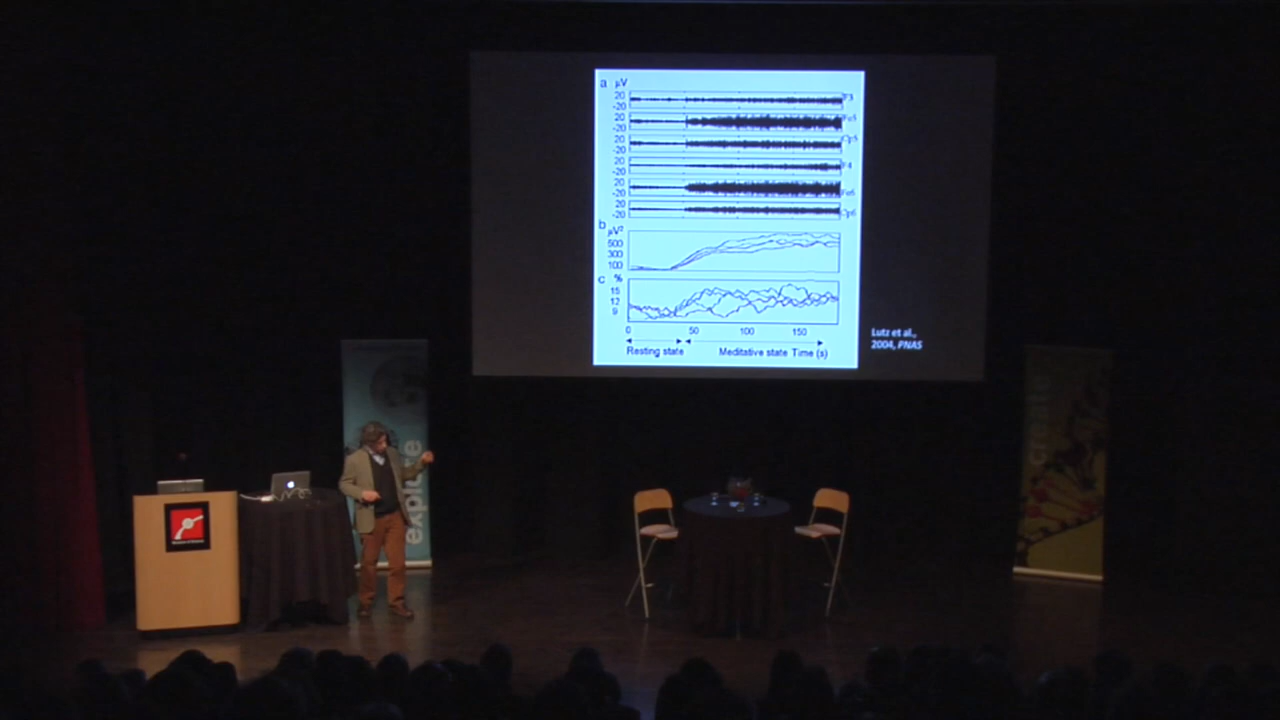 a μV
20
-20
F3
20
-20
Fc5
20
-20
Cp5
20
-20
F4
20
-20
Fc6
20
-20
Cp6
b μV²
500
300
100
c %
15
12
9
0 50 100 150
Resting state Meditative state Time (s)
Lutz et al.,
2004, PNAS
explore
create